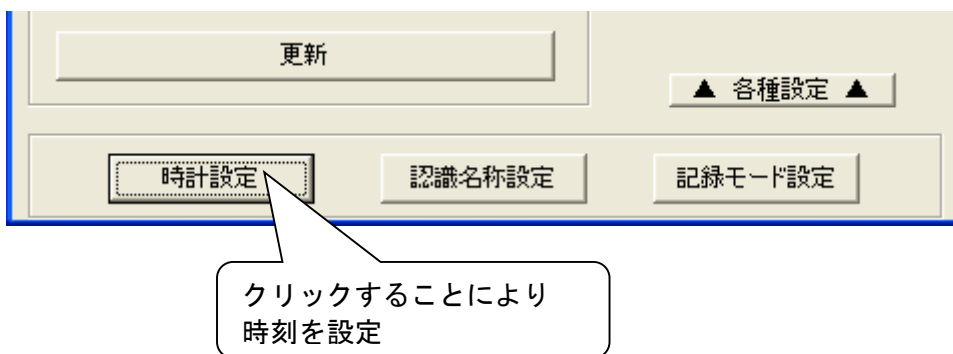 更新
▲ 各種設定 ▲
時計設定 認識名称設定 記録モード設定
クリックすることにより
時刻を設定